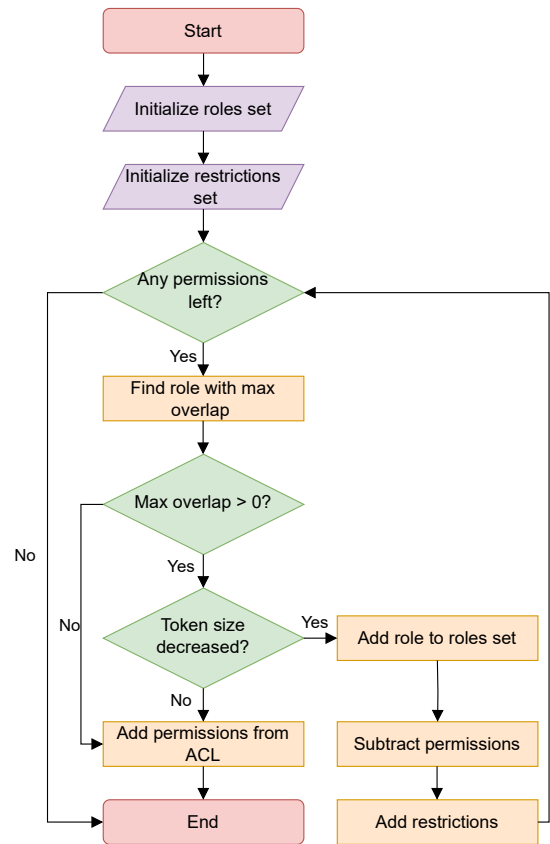 Start
Initialize roles set
Initialize restrictions
set
Any permissions
left?
Yes
Find role with max
overlap
Max overlap > 0?
No
Yes
No
Token size
decreased?
Yes
Add role to roles set
No
Add permissions from
ACL
Subtract permissions
End
Add restrictions